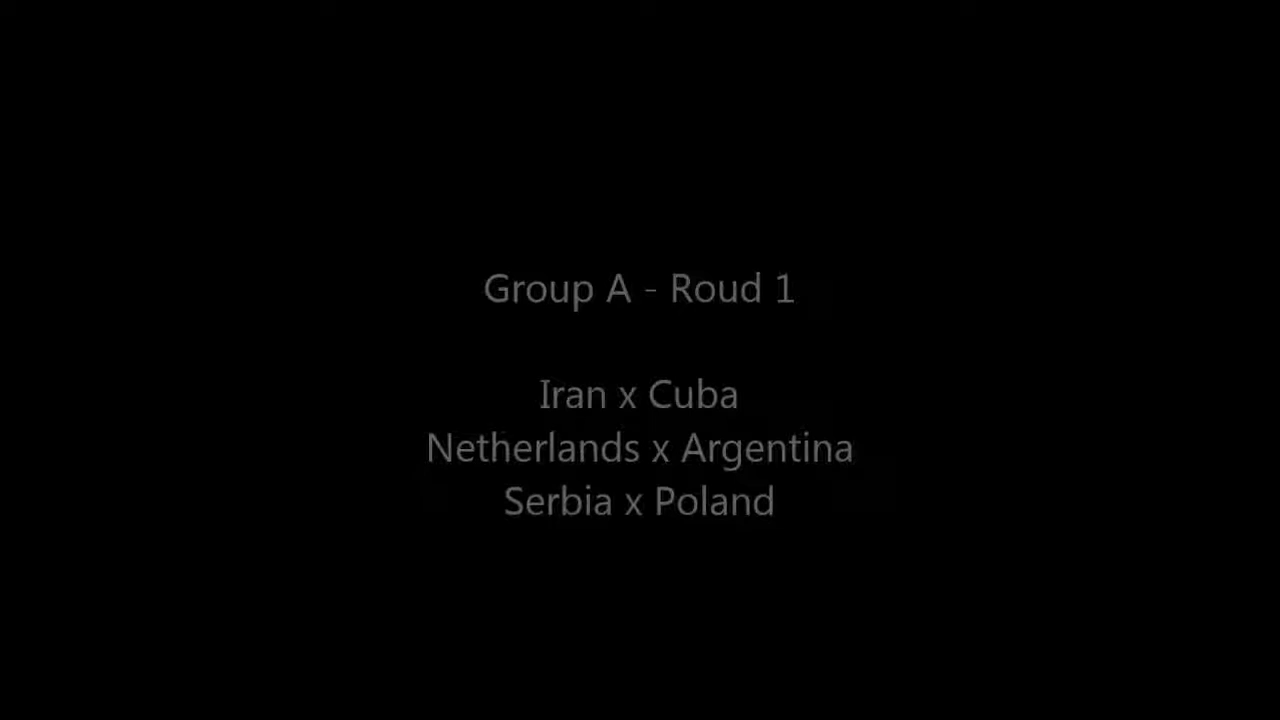 Group A - Roud 1
Iran x Cuba
Netherlands x Argentina
Serbia x Poland